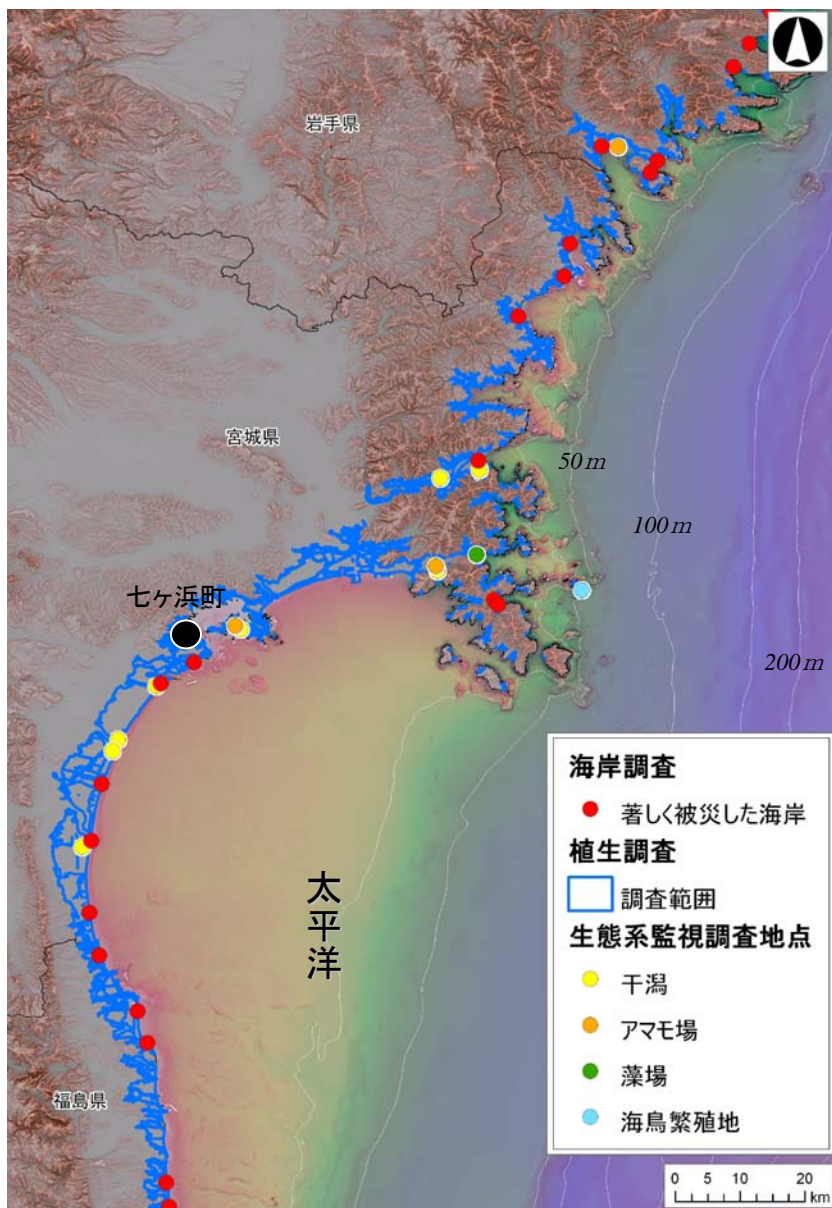 岩手県
宮城県
50 m
100 m
七ヶ浜町
200 m
太平洋
福島県
海岸調査
著しく被災した海岸
植生調査
調査範囲
生態系監視調査地点
干潟
アマモ場
藻場
海鳥繁殖地
0 5 10 20
km